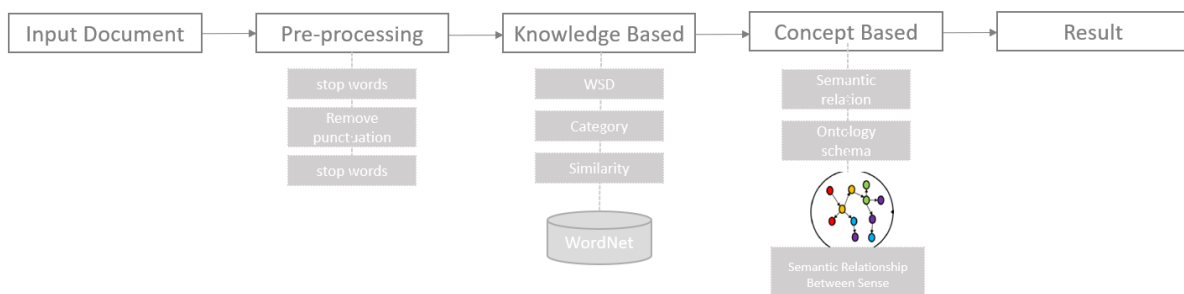 Input Document
Pre-processing
Knowledge Based
Concept Based
Result
stop words
Remove
punctuation
stop words
WSD
Category
Similarity
WordNet
Semantic
relation
Ontology
schema
Semantic Relationship
Between Sense